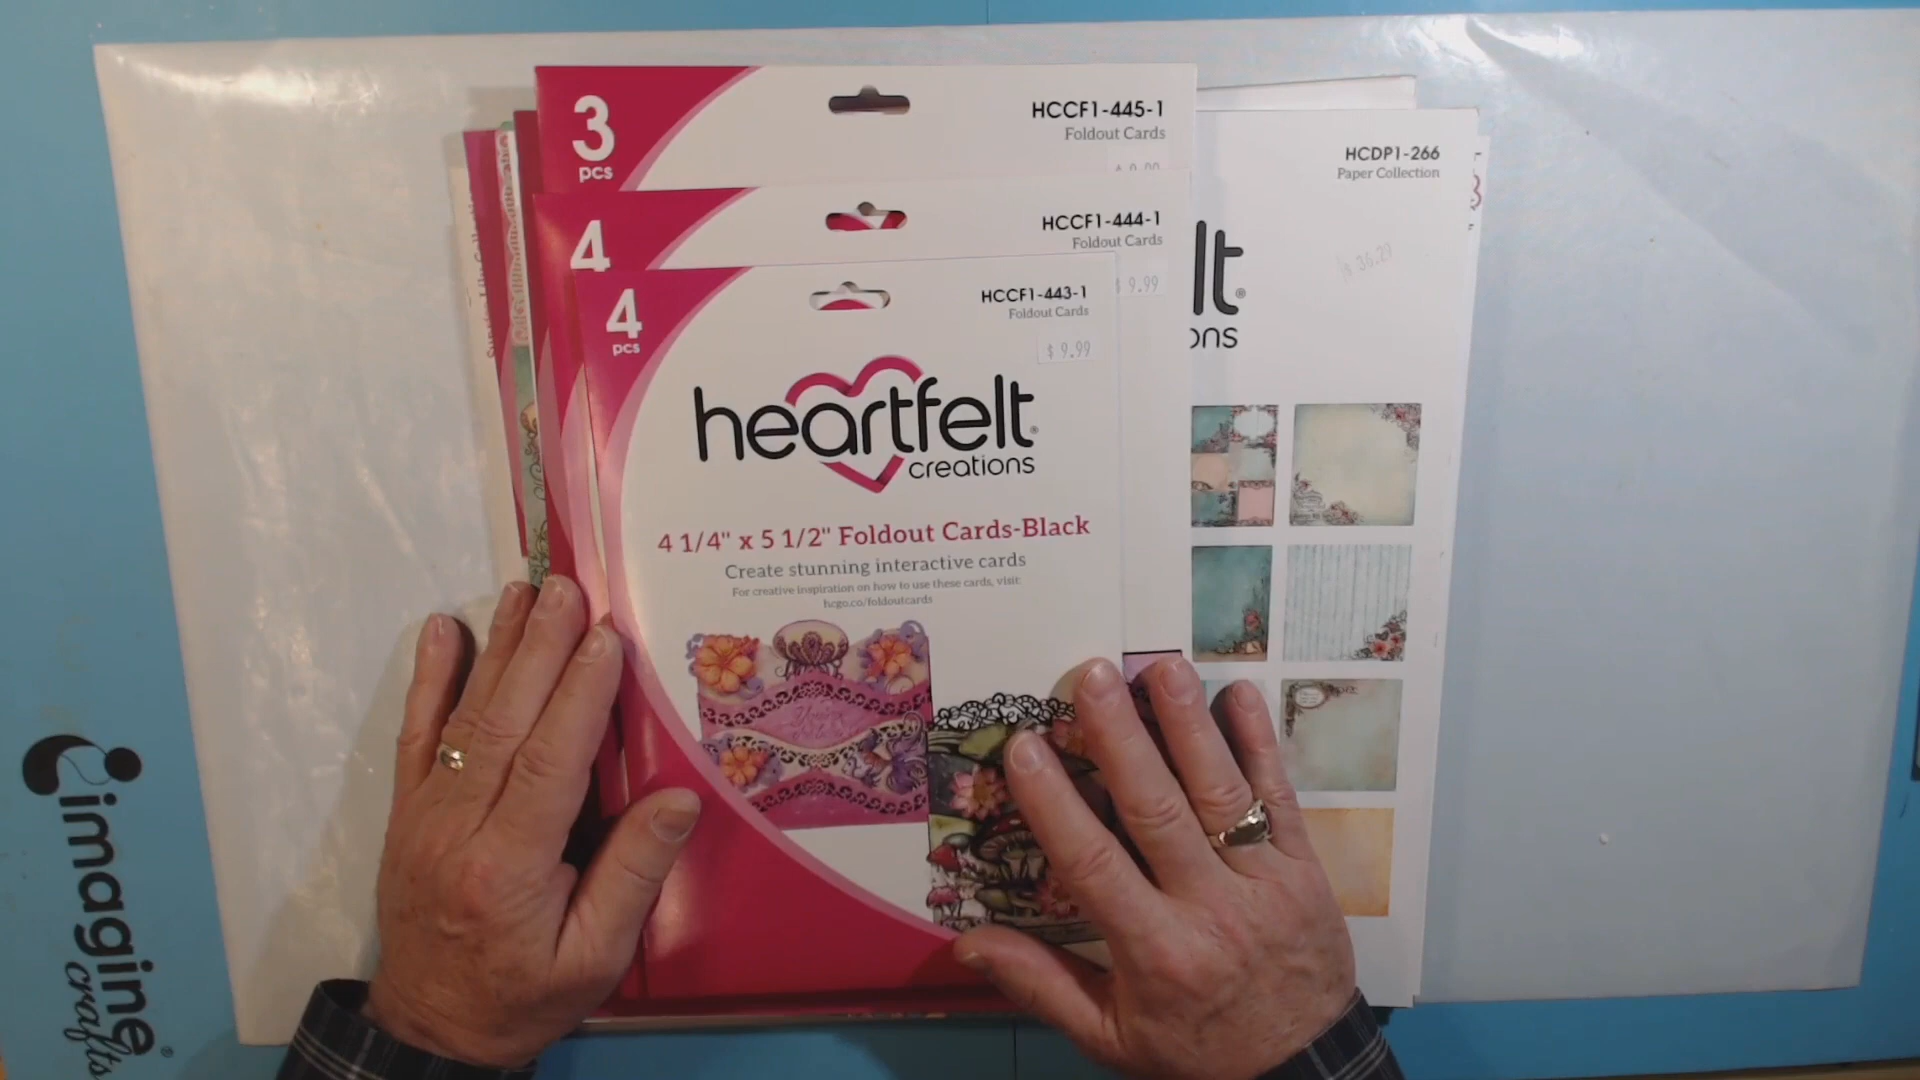 3
pcs
HCCF1-445-1
Foldout Cards
4
HCCF1-444-1
Foldout Cards
$ 9.99
4
pcs
HCCF1-443-1
Foldout Cards
$ 9.99
heartfelt®
creations
4 1/4" x 5 1/2" Foldout Cards-Black
Create stunning interactive cards
For creative inspiration on how to use these cards, visit
hcgo.co/foldoutcards
HCDP1-266
Paper Collection
$ 36.29
lt®
ons
imagine®
crafts